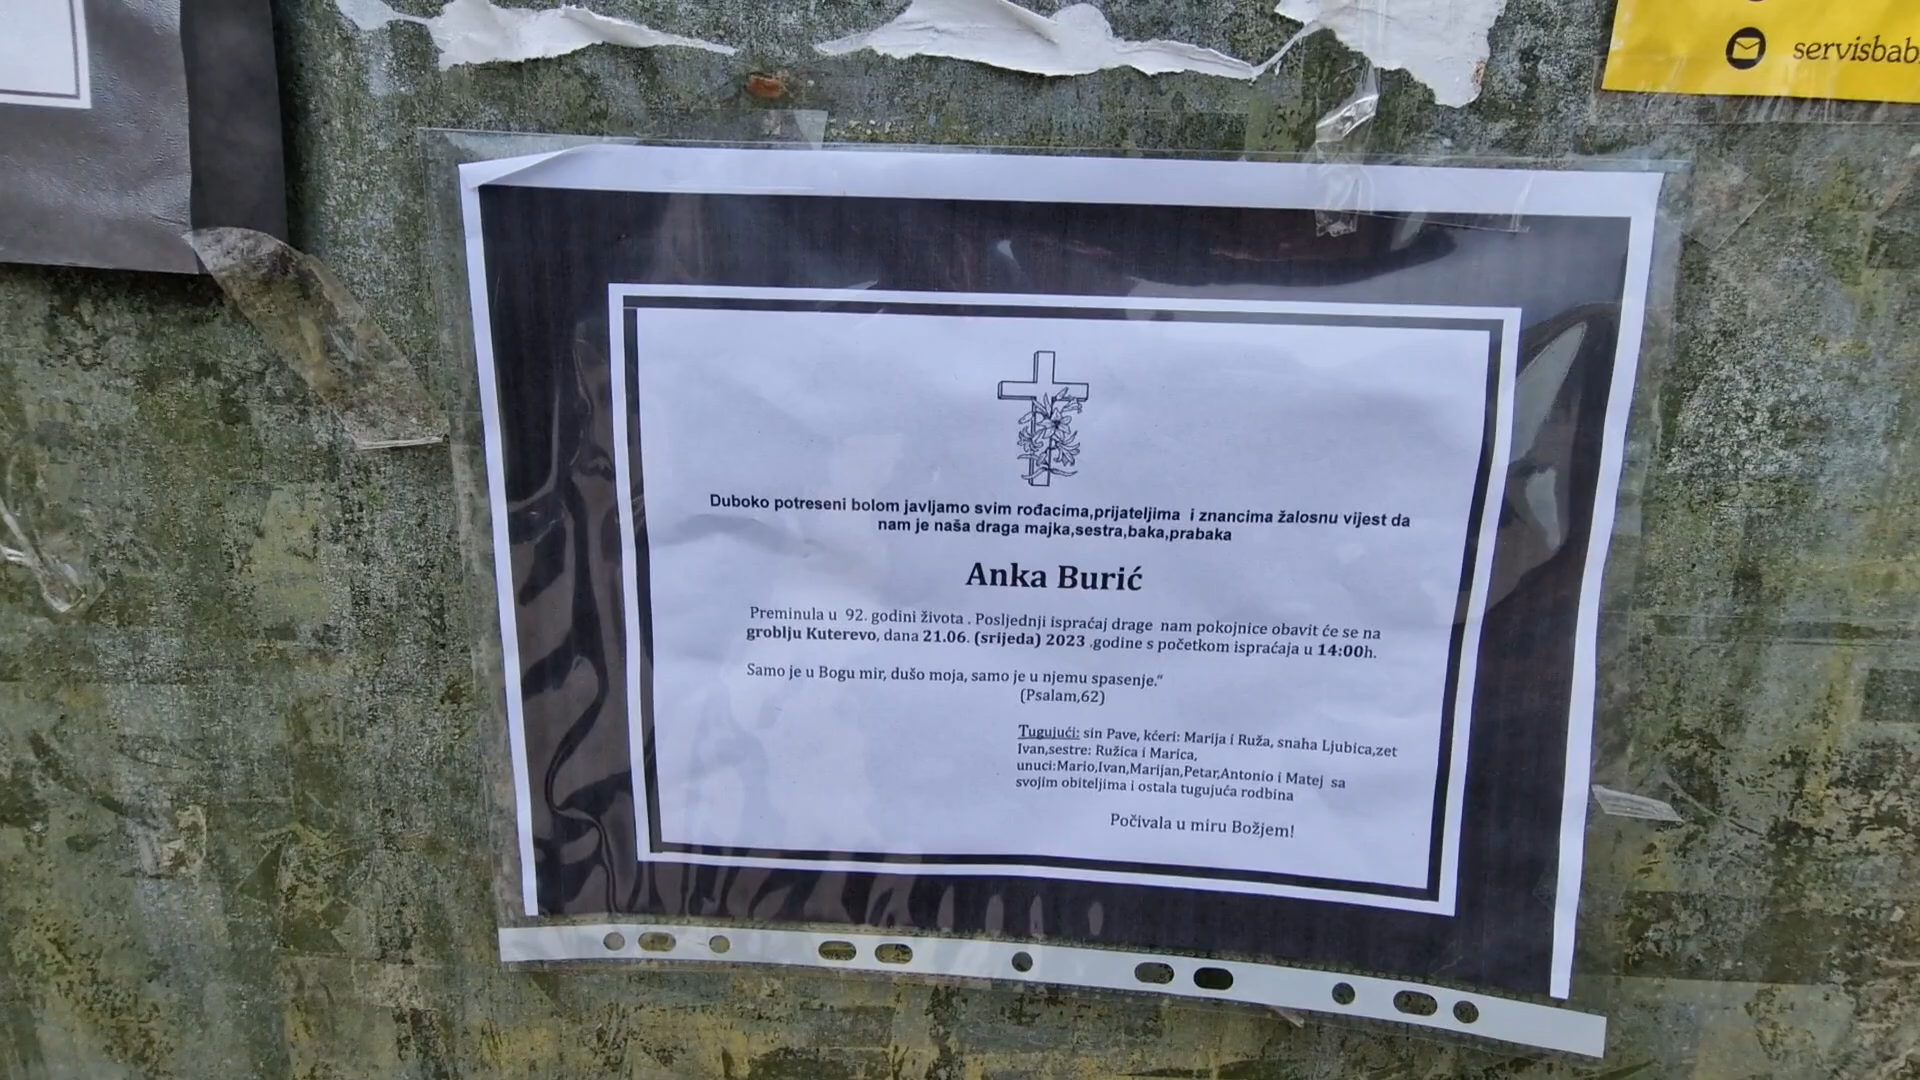 servisbab
Duboko potreseni bolom javljamo svim rođacima,prijateljima i znancima žalosnu vijest da
nam je naša draga majka,sestra,baka,prabaka
Anka Burić
Preminula u 92. godini života . Posljednji ispraćaj drage nam pokojnice obavit će se na
groblju Kuterevo, dana 21.06. (srijeda) 2023 .godine s početkom ispraćaja u 14:00h.
Samo je u Bogu mir, dušo moja, samo je u njemu spasenje.“
(Psalam,62)
Tugujući: sin Pave, kćeri: Marija i Ruža, snaha Ljubica,zet
Ivan,sestre: Ružica i Marica,
unuci:Mario,Ivan,Marijan,Petar,Antonio i Matej sa
svojim obiteljima i ostala tugujuća rodbina
Počivala u miru Božjem!